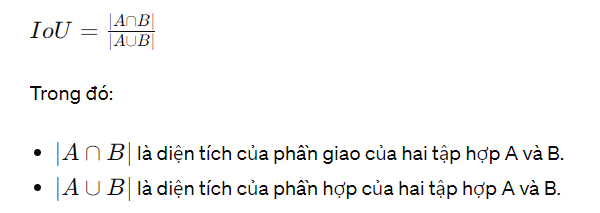 IoU = |A∩B| / |A∪B|
Trong đó:
• |A ∩ B| là diện tích của phần giao của hai tập hợp A và B.
• |A ∪ B| là diện tích của phần hợp của hai tập hợp A và B.